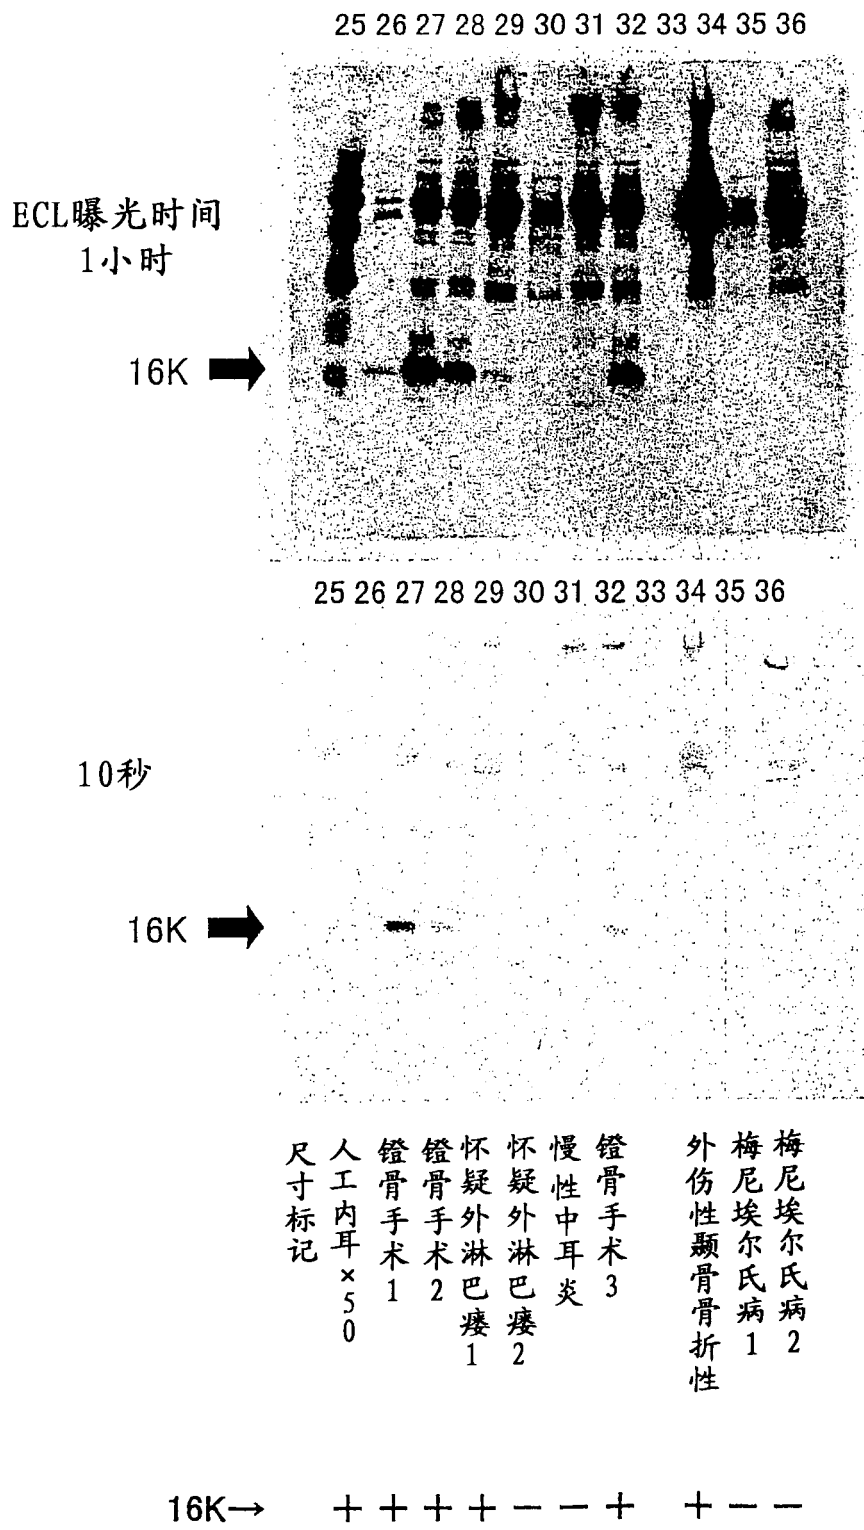 25 26 27 28 29 30 31 32 33 34 35 36
ECL曝光时间
1小时
16K
25 26 27 28 29 30 31 32 33 34 35 36
10秒
16K
尺寸标记
人工内耳×50
镫骨手术1
镫骨手术2
怀疑外淋巴瘘1
怀疑外淋巴瘘2
慢性中耳炎
镫骨手术3
外伤性颞骨骨折性
梅尼埃尔氏病1
梅尼埃尔氏病2
16K→ + + + + − − + + − −